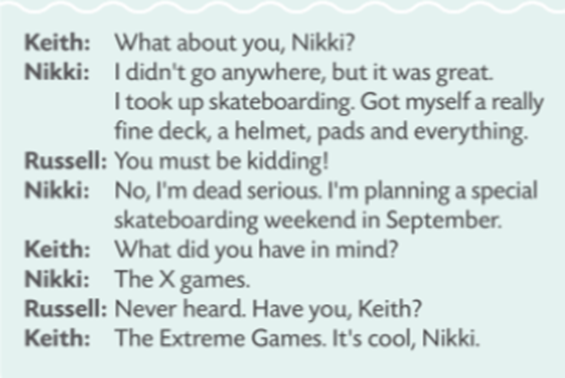 Keith: What about you, Nikki?
Nikki: I didn't go anywhere, but it was great.
I took up skateboarding. Got myself a really
fine deck, a helmet, pads and everything.
Russell: You must be kidding!
Nikki: No, I'm dead serious. I'm planning a special
skateboarding weekend in September.
Keith: What did you have in mind?
Nikki: The X games.
Russell: Never heard. Have you, Keith?
Keith: The Extreme Games. It's cool, Nikki.